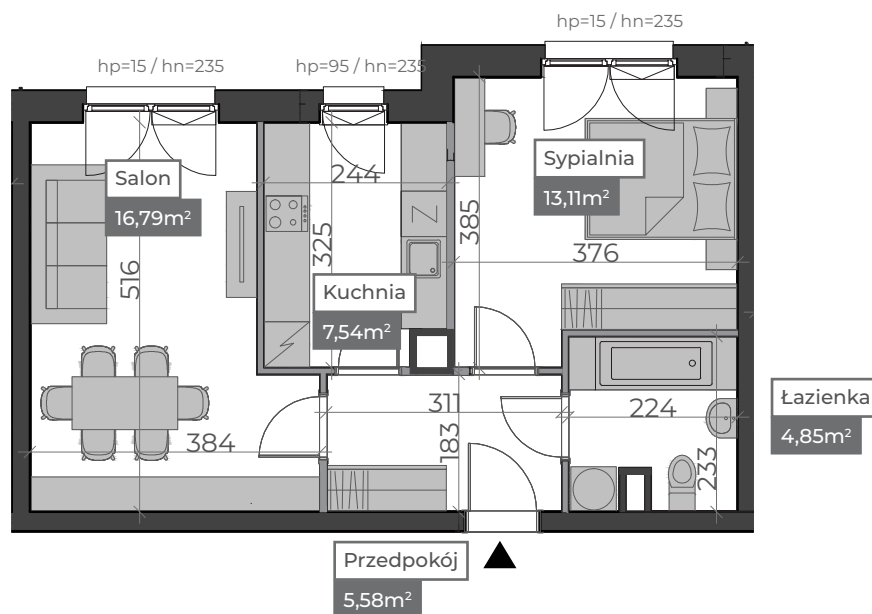 hp=15 / hn=235
hp=15 / hn=235
hp=95 / hn=235
Salon
16,79m²
Sypialnia
13,11m²
244
325
385
376
516
Kuchnia
7,54m²
Z
311
384
183
224
233
Łazienka
4,85m²
Przedpokój
5,58m²